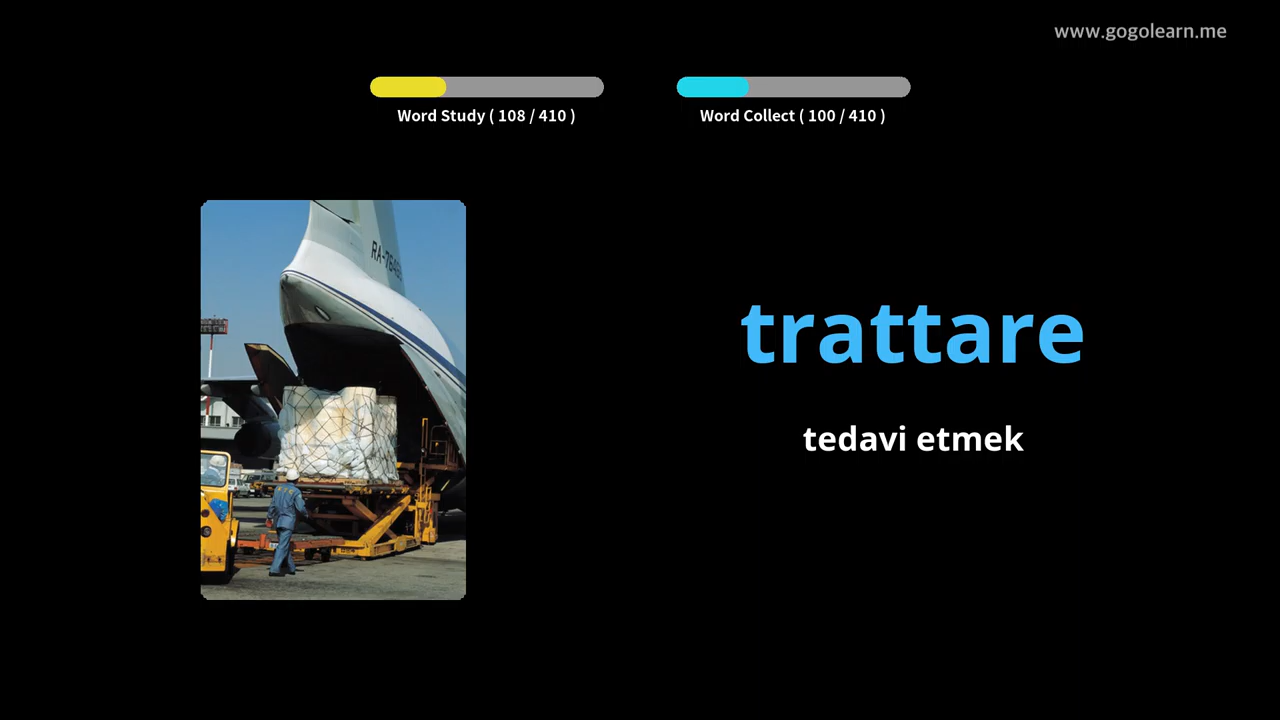 www.gogolearn.me
Word Study ( 108 / 410 )
Word Collect ( 100 / 410 )
trattare
tedavi etmek